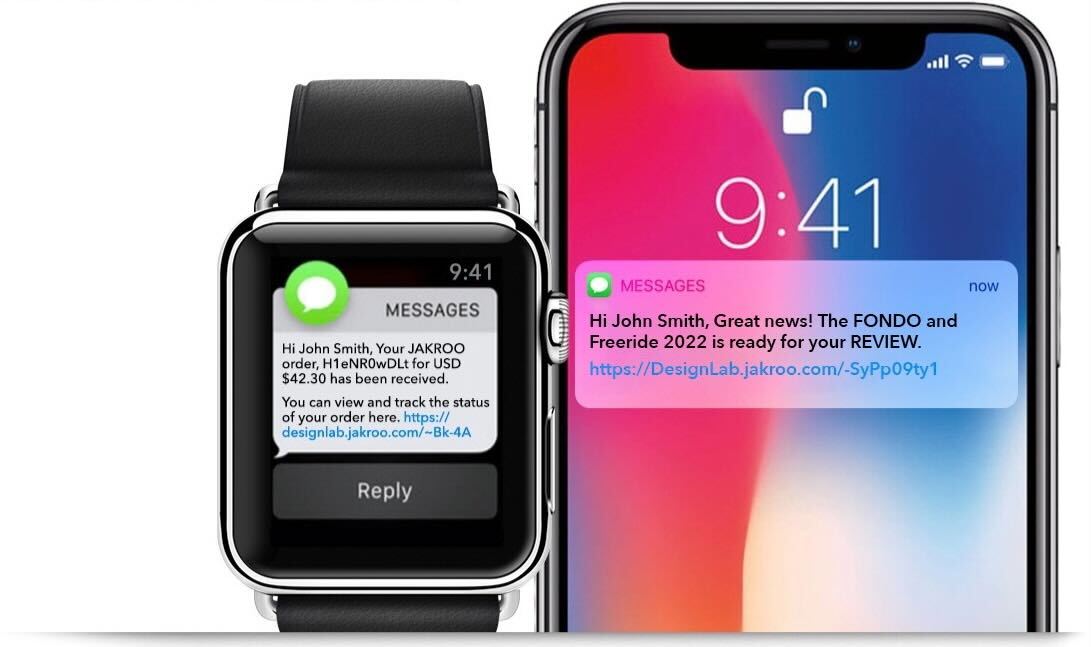 9:41
MESSAGES
Hi John Smith, Your JAKROO
order, H1eNR0wDLt for USD
$42.30 has been received.
You can view and track the status
of your order here. https://
designlab.jakroo.com/~Bk-4A
Reply
9:41
MESSAGES
now
Hi John Smith, Great news! The FONDO and
Freeride 2022 is ready for your REVIEW.
https://DesignLab.jakroo.com/-SyPp09ty1